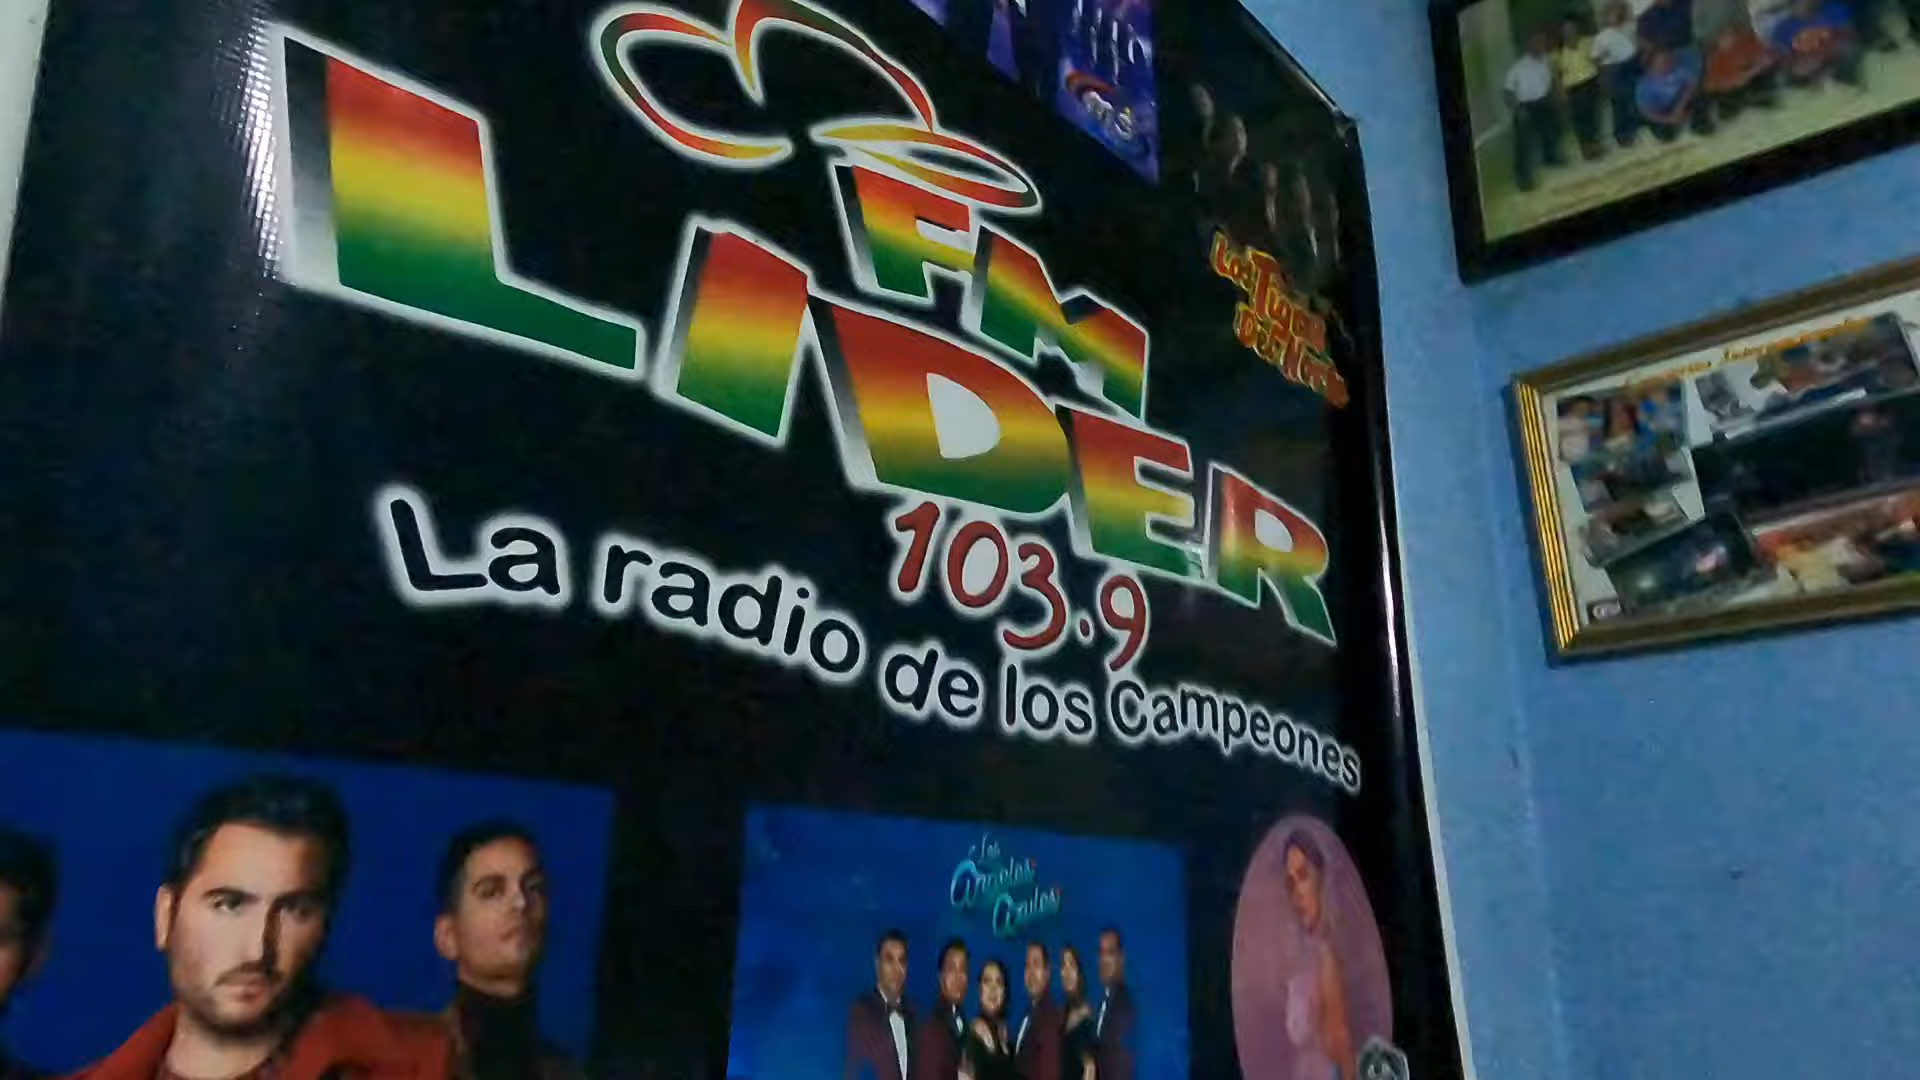 FM
LIDER
103.9
La radio de los Campeones
Los
Tigres
Del Norte
Los
Ángeles
Azules